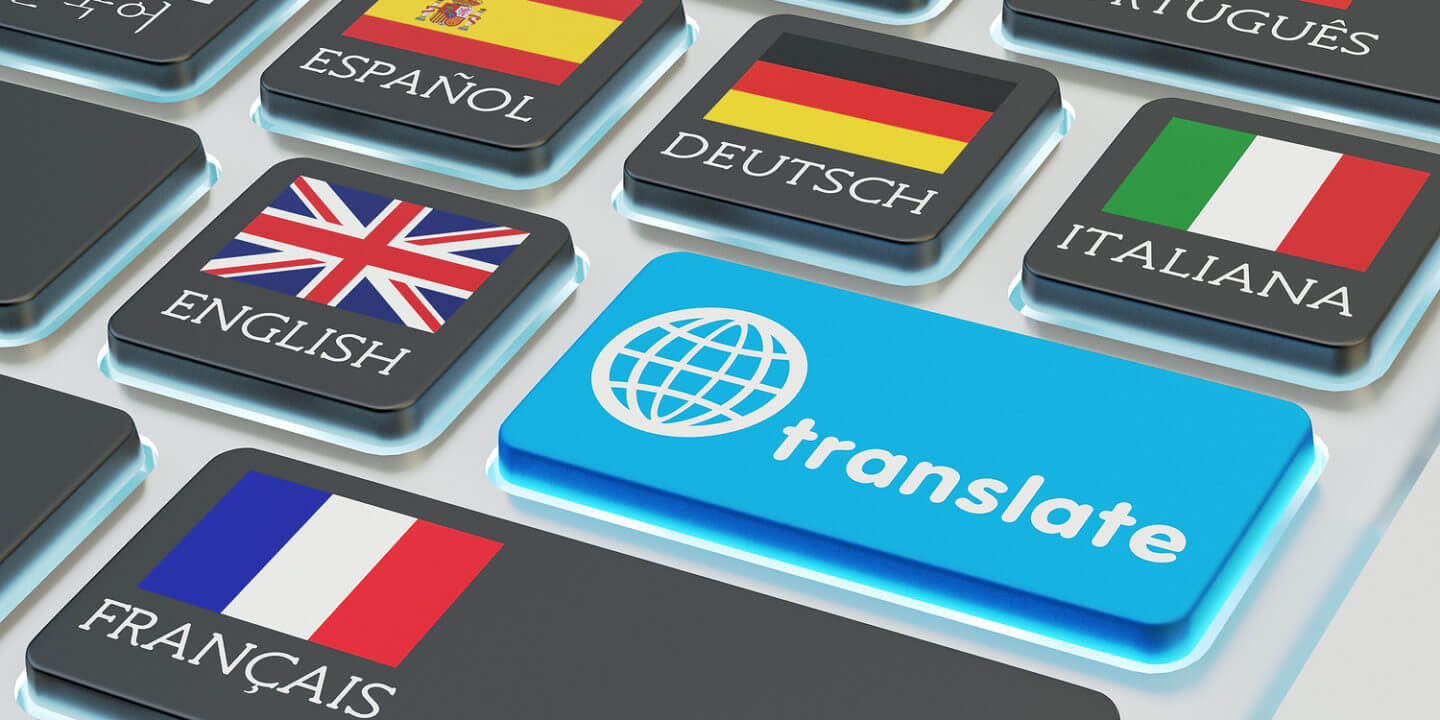 ESPAÑOL
DEUTSCH
ITALIANA
ENGLISH
translate
FRANÇAIS